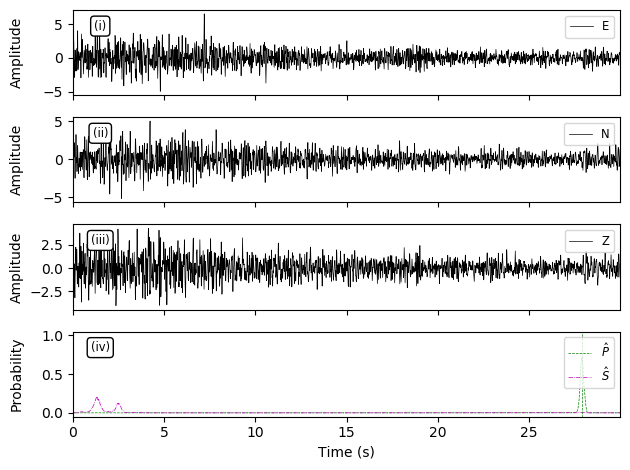 5
0
−5
Amplitude
(i)
E
5
0
−5
Amplitude
(ii)
N
2.5
0.0
−2.5
Amplitude
(iii)
Z
1.0
0.5
0.0
Probability
(iv)
P̂
Ŝ
0 5 10 15 20 25
Time (s)